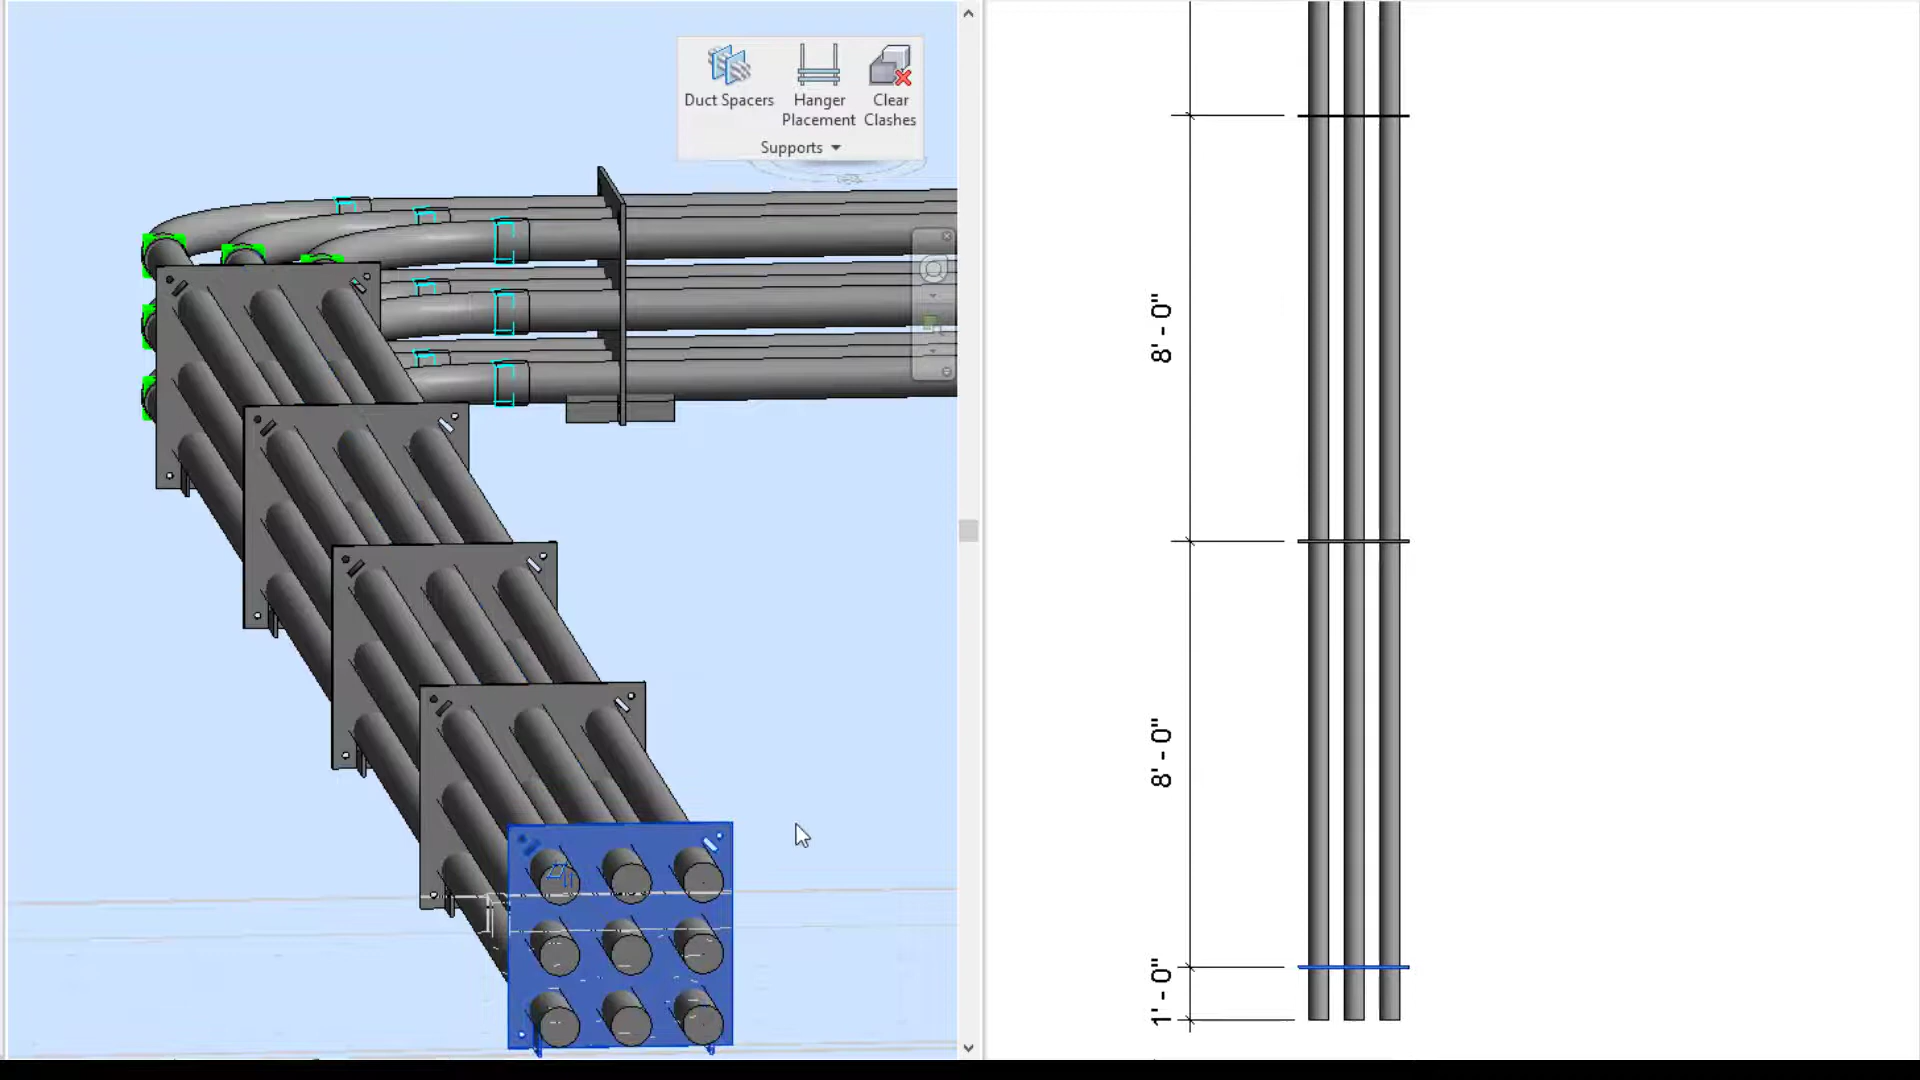 Duct Spacers
Hanger
Placement
Clear
Clashes
Supports
8' - 0"
8' - 0"
1' - 0"